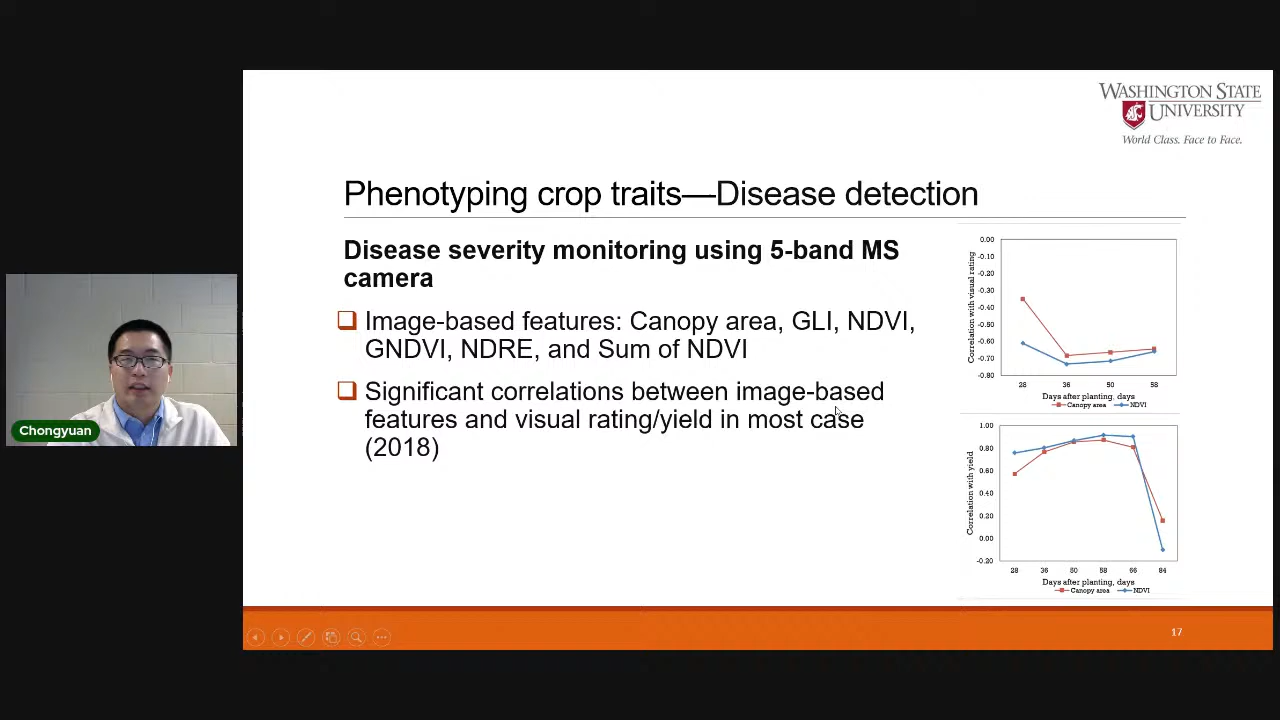 WASHINGTON STATE
UNIVERSITY
World Class. Face to Face.
Phenotyping crop traits—Disease detection
Disease severity monitoring using 5-band MS
camera
Image-based features: Canopy area, GLI, NDVI,
GNDVI, NDRE, and Sum of NDVI
Significant correlations between image-based
features and visual rating/yield in most case
(2018)
Correlation with visual rating
0.00
-0.10
-0.20
-0.30
-0.40
-0.50
-0.60
-0.70
-0.80
28 36 50 58
Days after planting, days
Canopy area NDVI
Correlation with yield
1.00
0.80
0.60
0.40
0.20
0.00
-0.20
28 36 50 58 66 84
Days after planting, days
Canopy area NDVI
Chongyuan
17